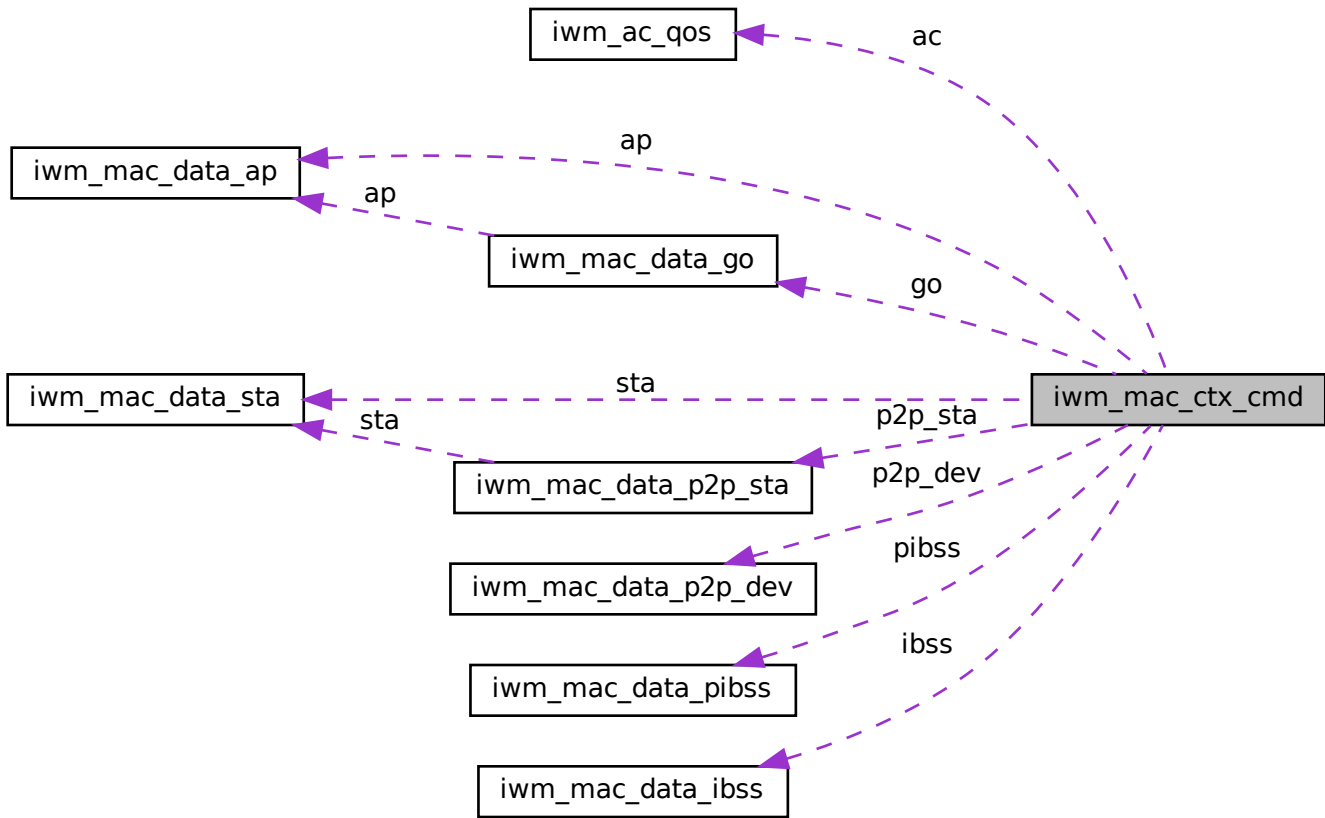 iwm_ac_qos
ac
ap
iwm_mac_data_ap
ap
iwm_mac_data_go
go
sta
iwm_mac_data_sta
iwm_mac_ctx_cmd
sta
p2p_sta
iwm_mac_data_p2p_sta
p2p_dev
pibss
iwm_mac_data_p2p_dev
ibss
iwm_mac_data_pibss
iwm_mac_data_ibss